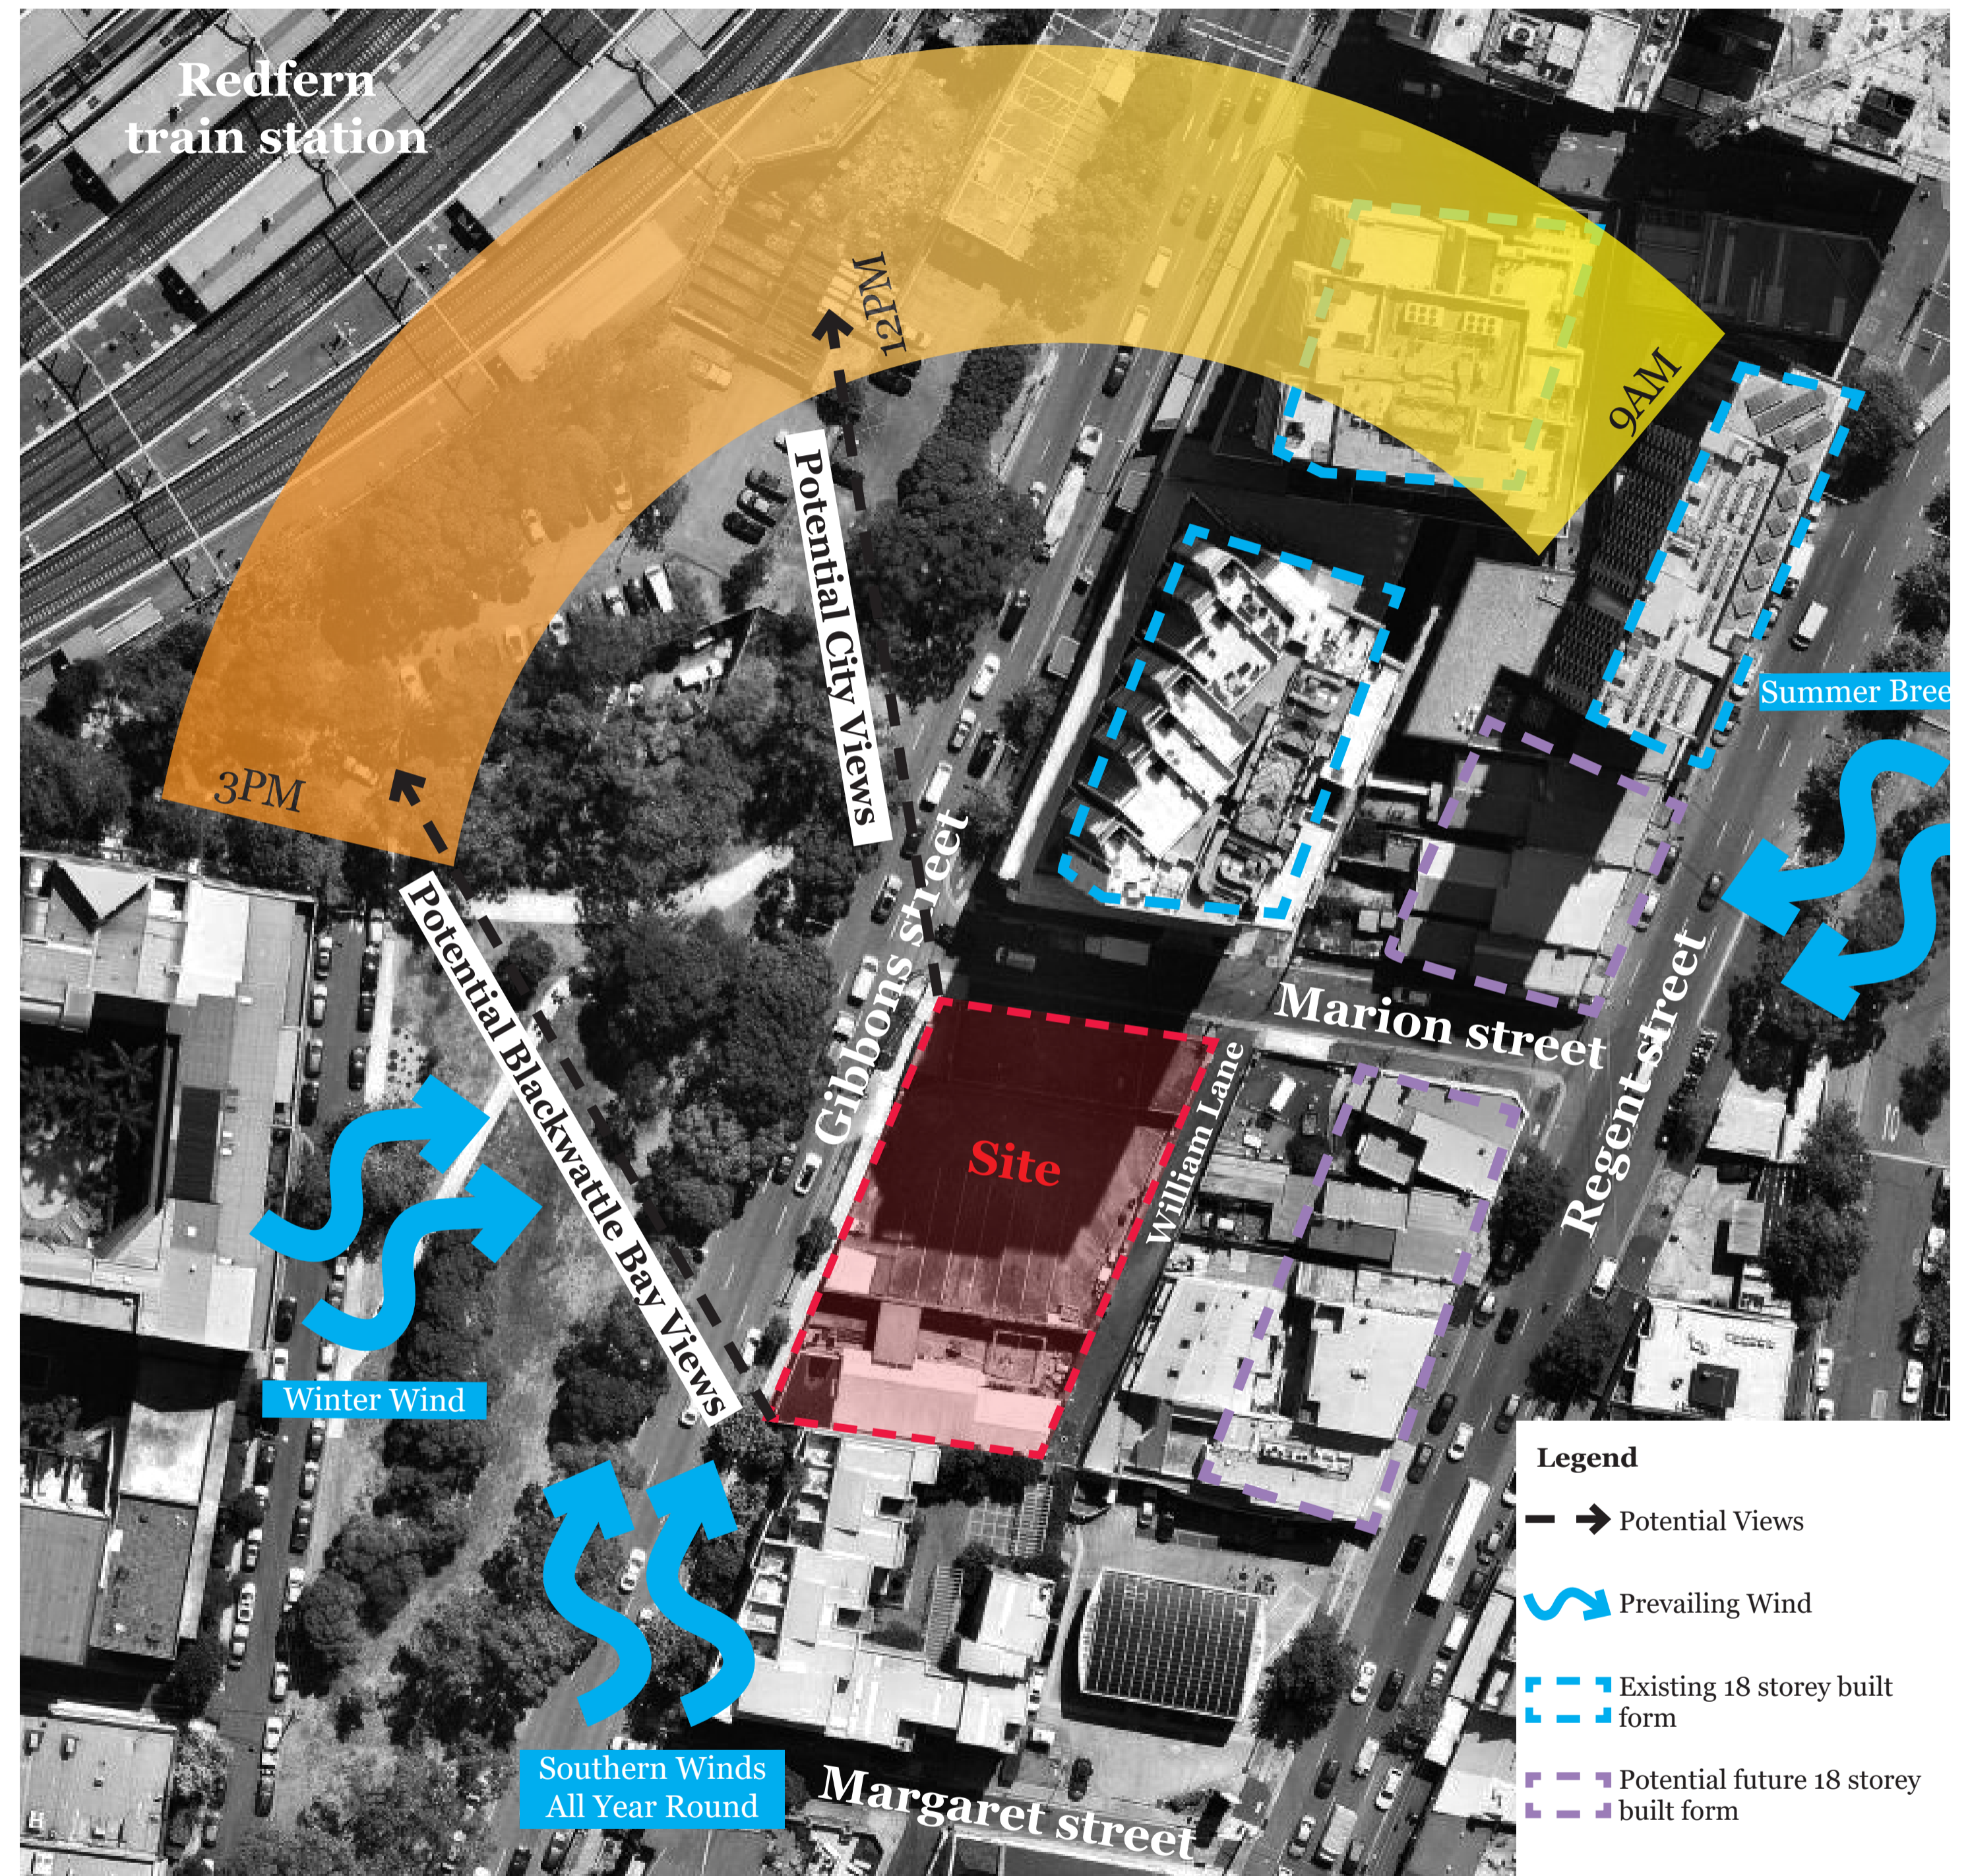 Redfern
train station
12PM
9AM
3PM
Potential City Views
Summer Bree
Potential Blackwattle Bay Views
Gibbons street
Marion street
Regent street
William Lane
Site
Winter Wind
Southern Winds
All Year Round
Margaret street
Legend
Potential Views
Prevailing Wind
Existing 18 storey built
form
Potential future 18 storey
built form